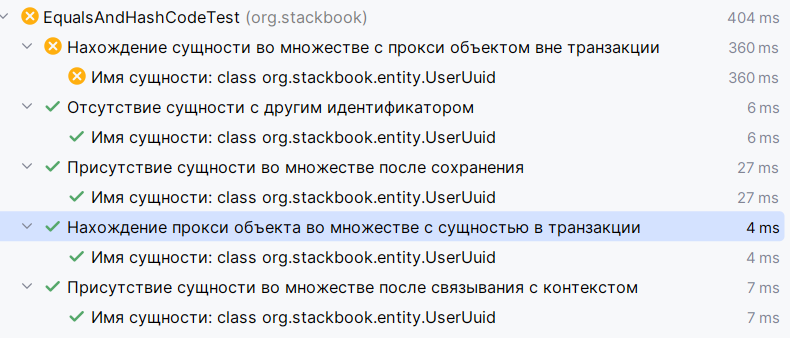 EqualsAndHashCodeTest (org.stackbook) 404 ms
Нахождение сущности во множестве с прокси объектом вне транзакции 360 ms
Имя сущности: class org.stackbook.entity.UserUuid 360 ms
Отсутствие сущности с другим идентификатором 6 ms
Имя сущности: class org.stackbook.entity.UserUuid 6 ms
Присутствие сущности во множестве после сохранения 27 ms
Имя сущности: class org.stackbook.entity.UserUuid 27 ms
Нахождение прокси объекта во множестве с сущностью в транзакции 4 ms
Имя сущности: class org.stackbook.entity.UserUuid 4 ms
Присутствие сущности во множестве после связывания с контекстом 7 ms
Имя сущности: class org.stackbook.entity.UserUuid 7 ms